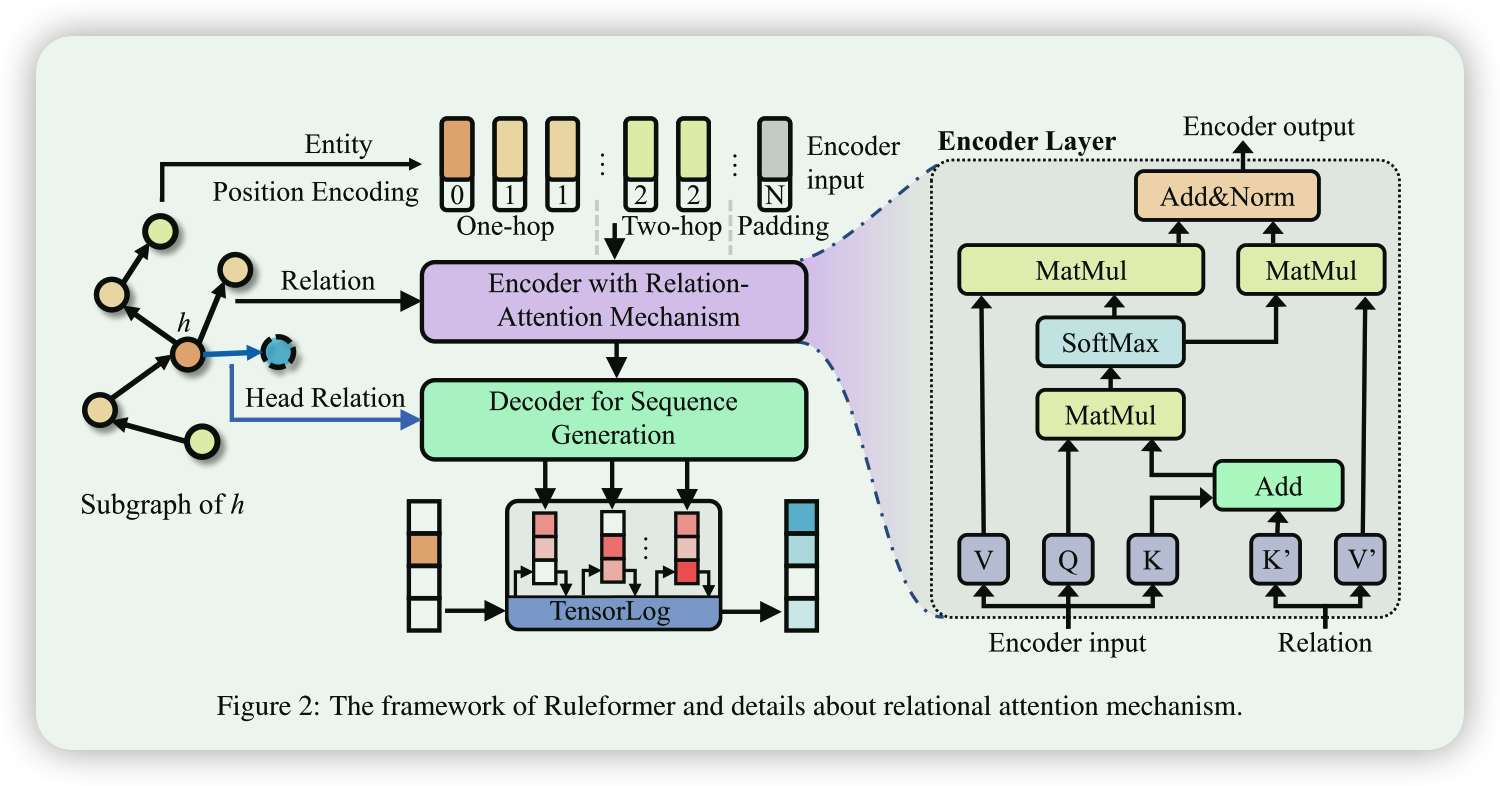 Entity
Position Encoding
0 1 1 ⋮ 2 2 ⋮ N
One-hop Two-hop Padding
Encoder
input
h
Relation
Encoder with Relation-
Attention Mechanism
Head Relation
Decoder for Sequence
Generation
Subgraph of h
⋮
TensorLog
Encoder Layer
Encoder output
Add&Norm
MatMul MatMul
SoftMax
MatMul
Add
V Q K K’ V’
Encoder input Relation
Figure 2: The framework of Ruleformer and details about relational attention mechanism.